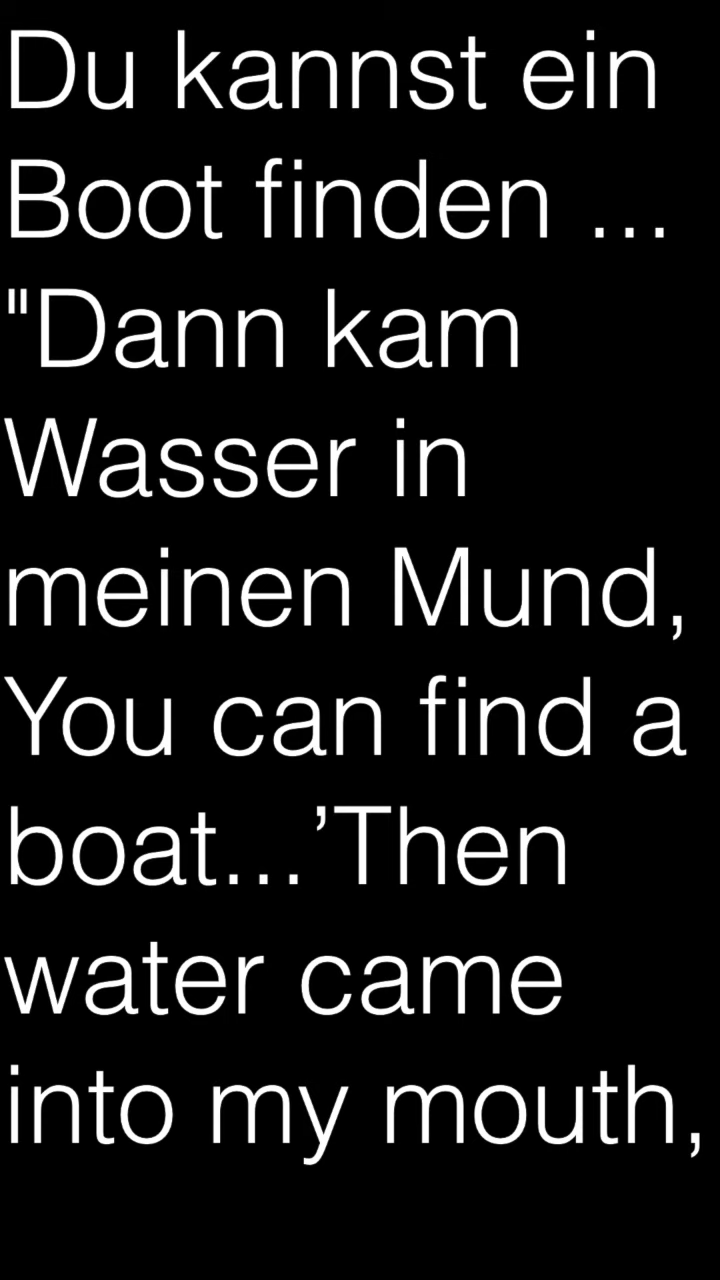 Du kannst ein
Boot finden ...
"Dann kam
Wasser in
meinen Mund,
You can find a
boat...’Then
water came
into my mouth,